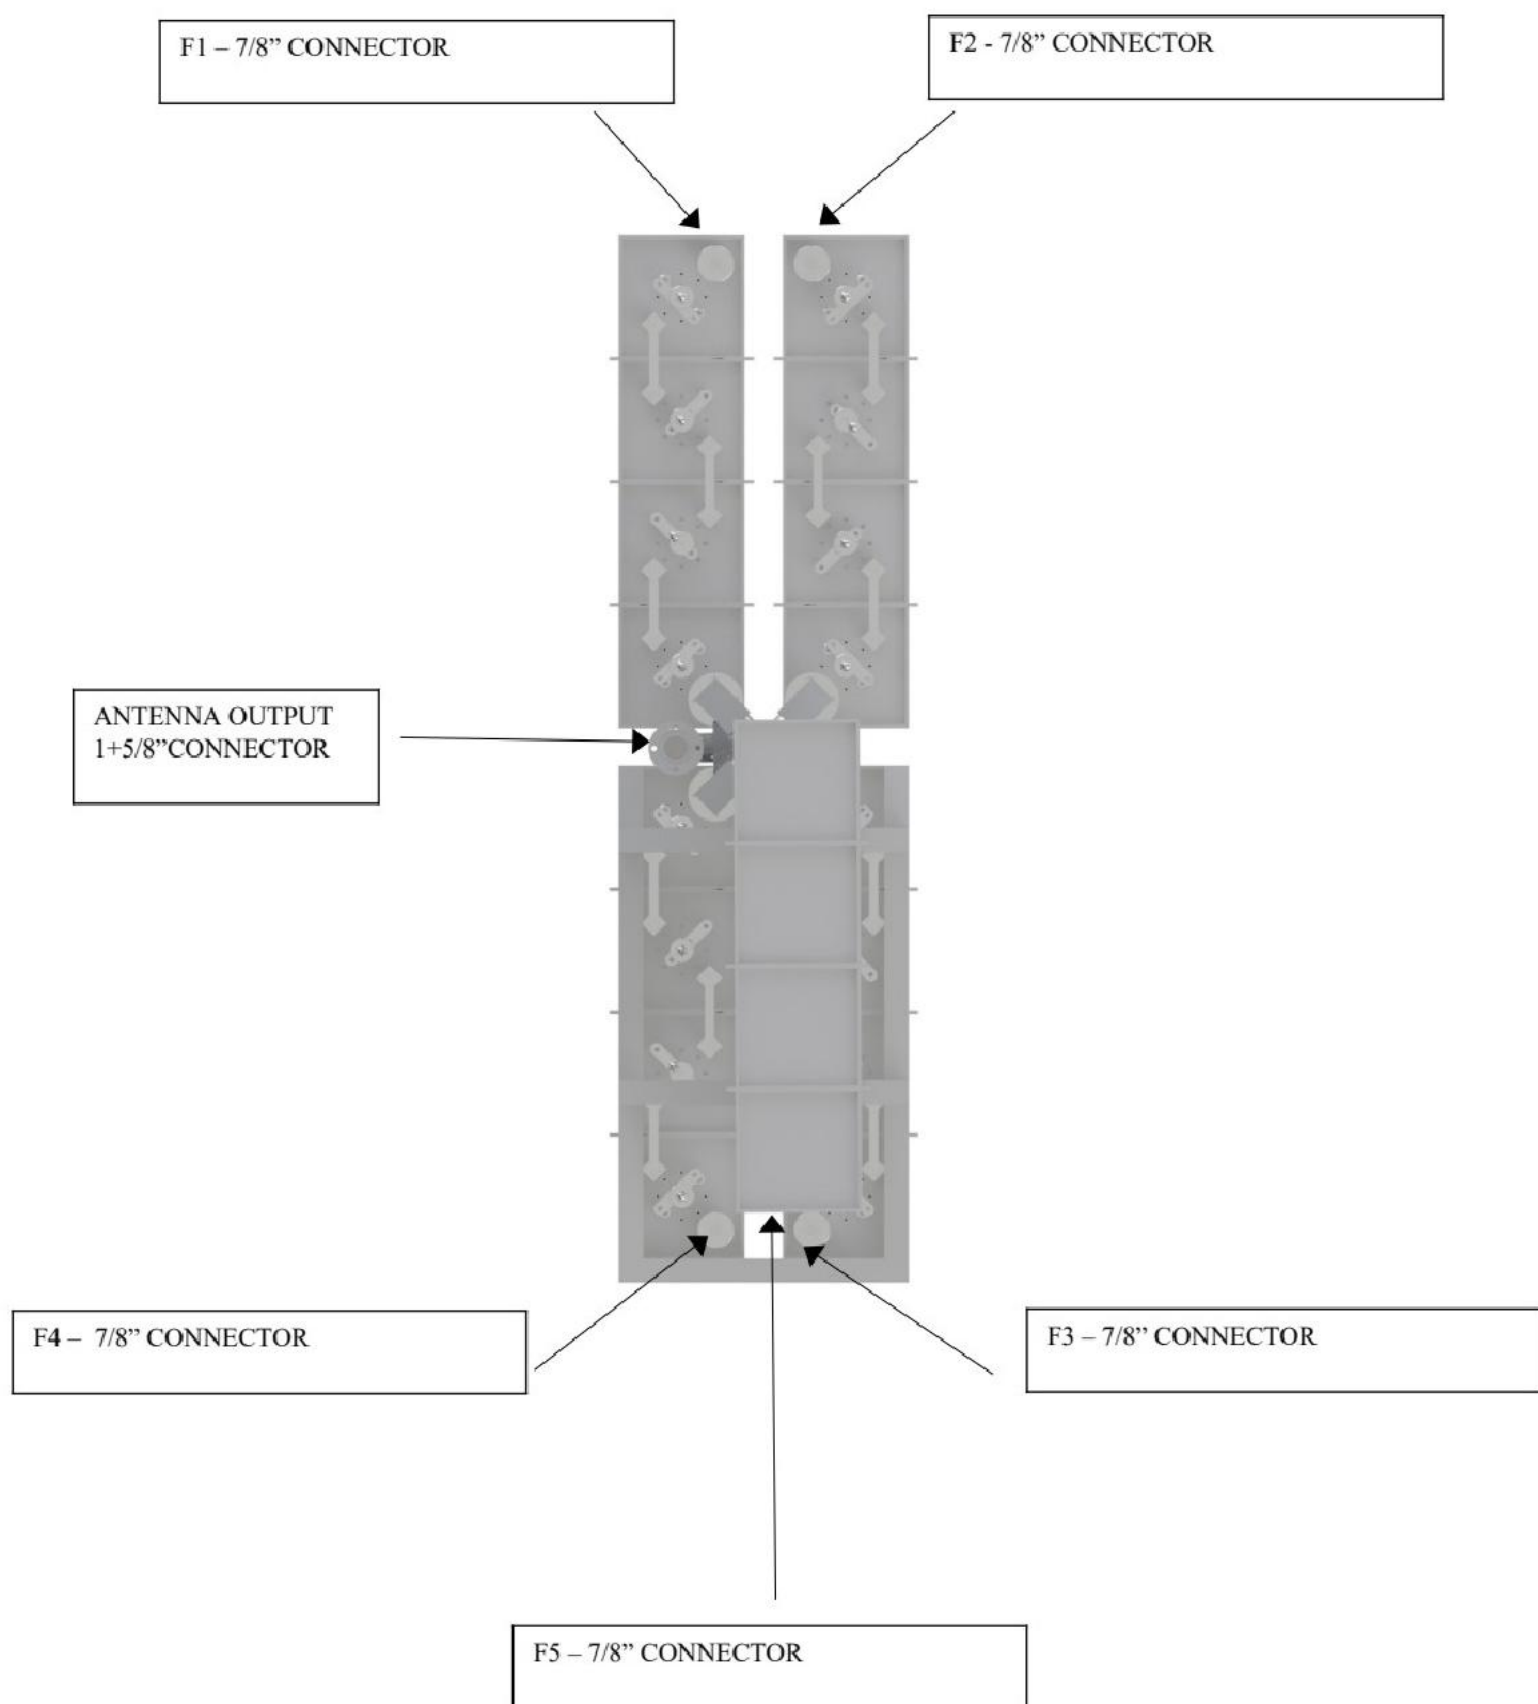 F1 – 7/8” CONNECTOR
F2 - 7/8” CONNECTOR
ANTENNA OUTPUT
1+5/8”CONNECTOR
F4 – 7/8” CONNECTOR
F3 – 7/8” CONNECTOR
F5 – 7/8” CONNECTOR